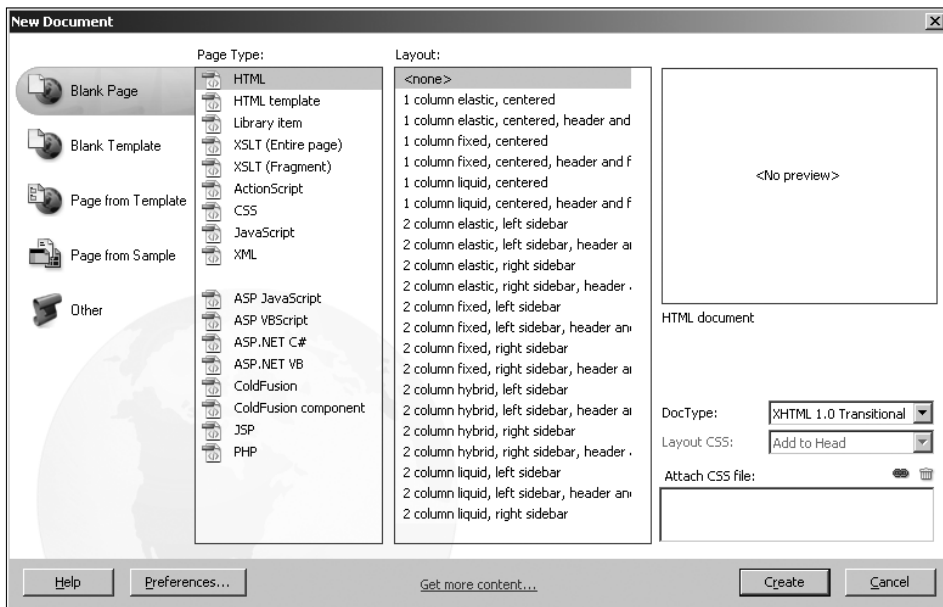 New Document
Blank Page
Blank Template
Page from Template
Page from Sample
Other
Page Type:
HTML
HTML template
Library item
XSLT (Entire page)
XSLT (Fragment)
ActionScript
CSS
JavaScript
XML
ASP JavaScript
ASP VBScript
ASP.NET C#
ASP.NET VB
ColdFusion
ColdFusion component
JSP
PHP
Layout:
<none>
1 column elastic, centered
1 column elastic, centered, header and
1 column fixed, centered
1 column fixed, centered, header and f
1 column liquid, centered
1 column liquid, centered, header and f
2 column elastic, left sidebar
2 column elastic, left sidebar, header a
2 column elastic, right sidebar
2 column elastic, right sidebar, header
2 column fixed, left sidebar
2 column fixed, left sidebar, header and
2 column fixed, right sidebar
2 column fixed, right sidebar, header a
2 column hybrid, left sidebar
2 column hybrid, left sidebar, header a
2 column hybrid, right sidebar
2 column hybrid, right sidebar, header
2 column liquid, left sidebar
2 column liquid, left sidebar, header and
2 column liquid, right sidebar
<No preview>
HTML document
DocType: XHTML 1.0 Transitional
Layout CSS: Add to Head
Attach CSS file:
Help Preferences... Get more content... Create Cancel